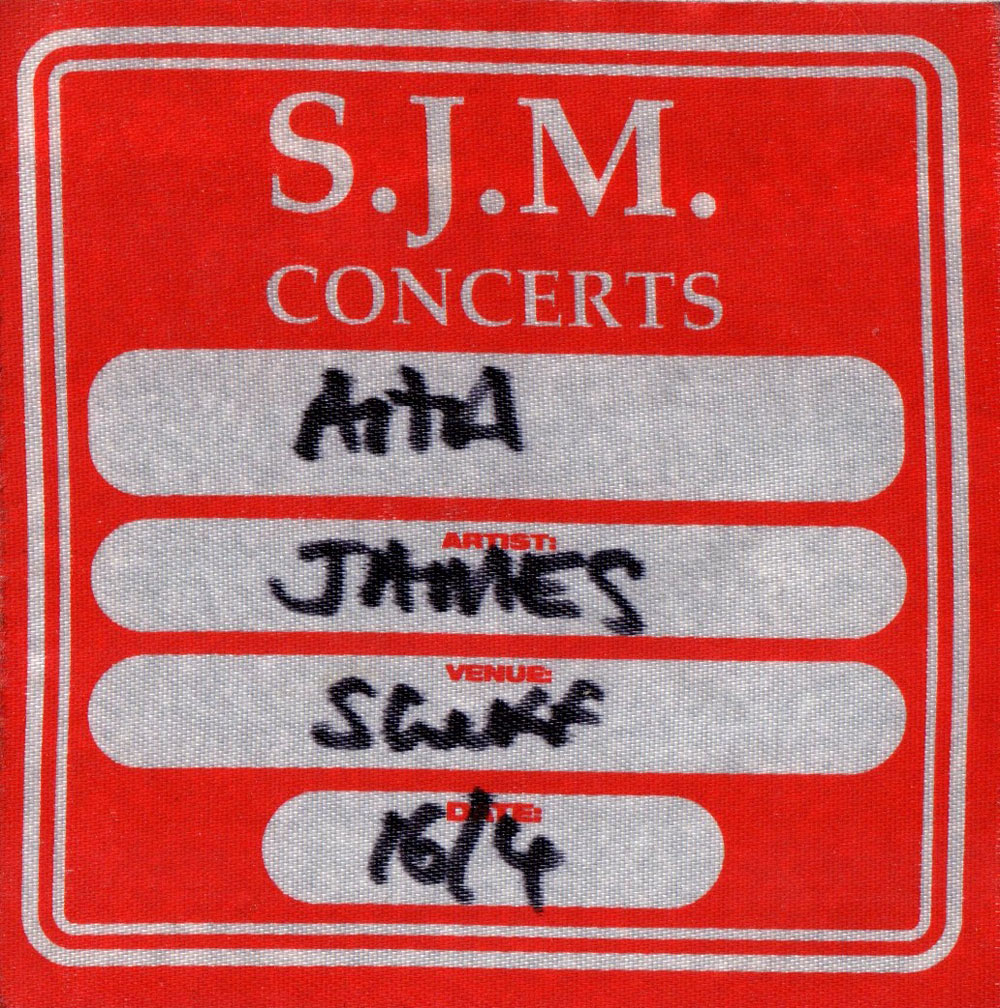 S.J.M.
CONCERTS
ARTIST:
JAMES
VENUE:
DATE:
16/4